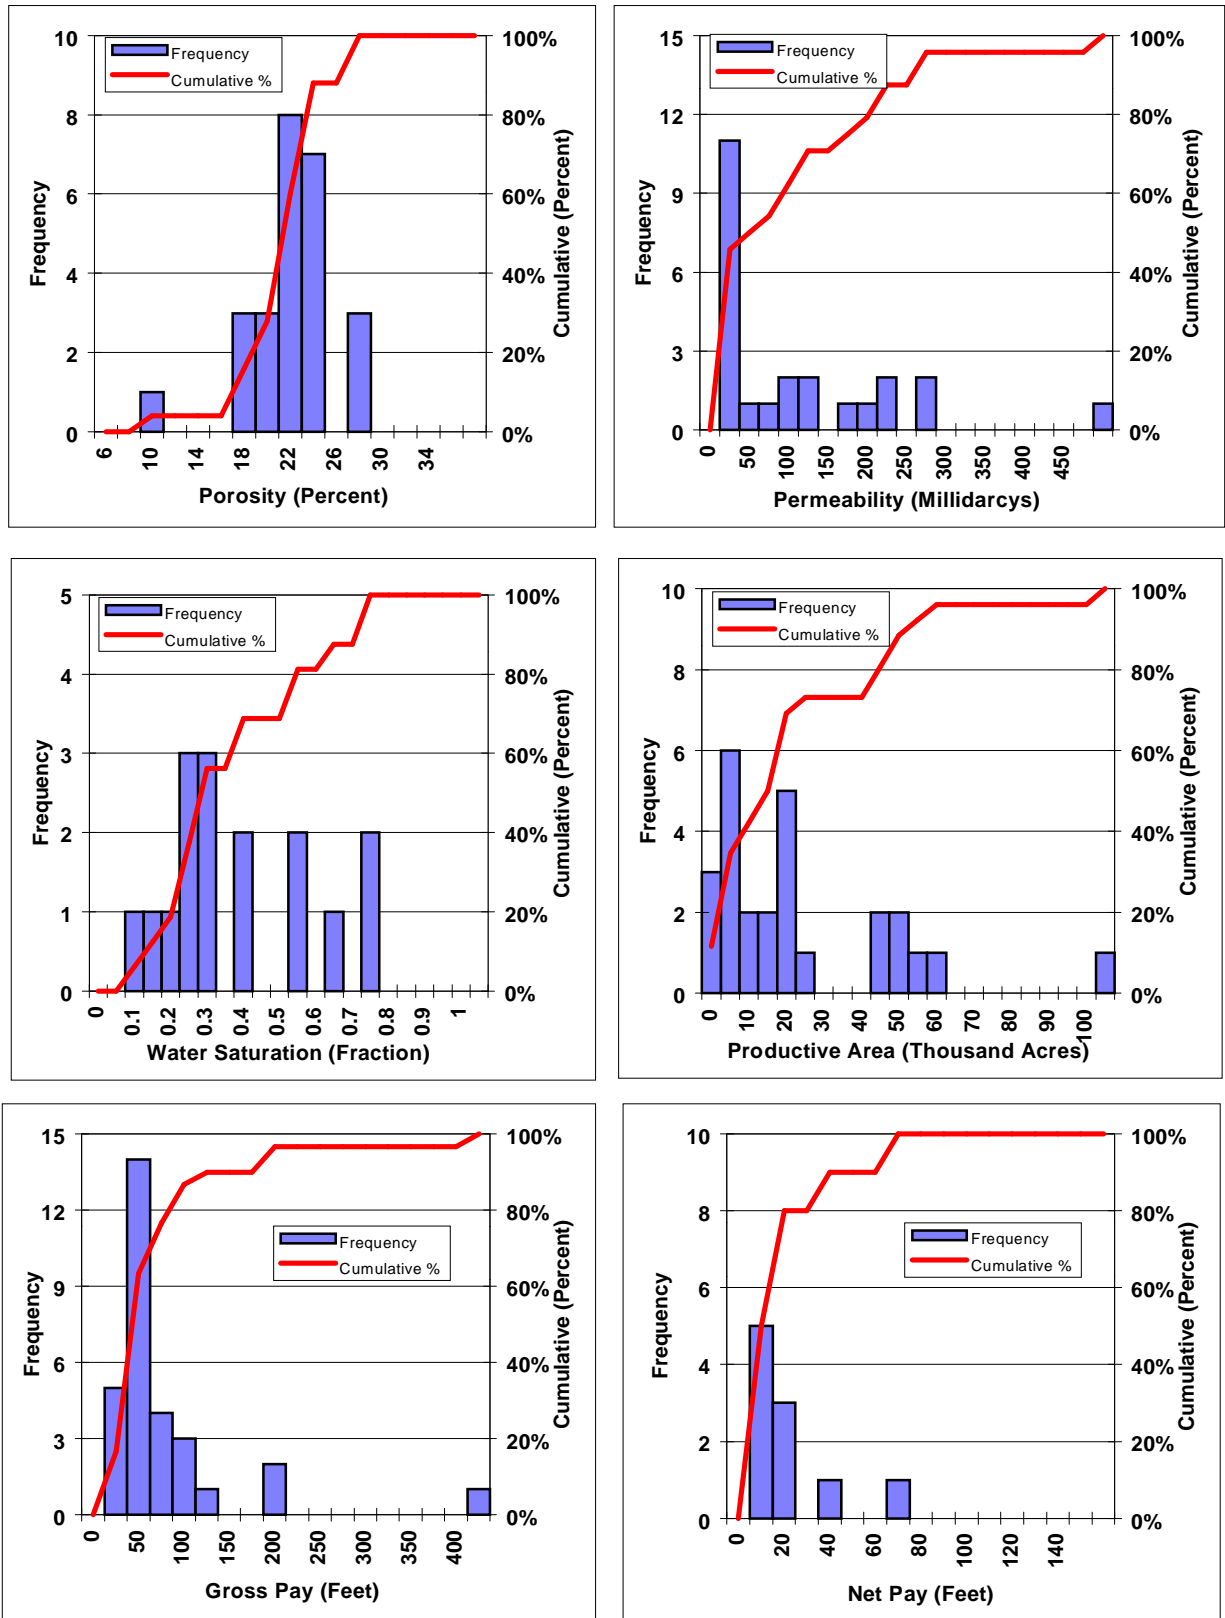 10
8
6
4
2
0
Frequency
Frequency
Cumulative %
100%
80%
60%
40%
20%
0%
Cumulative (Percent)
6 10 14 18 22 26 30 34
Porosity (Percent)
15
12
9
6
3
0
Frequency
Frequency
Cumulative %
100%
80%
60%
40%
20%
0%
Cumulative (Percent)
0 50 100 150 200 250 350 400 450
Permeability (Millidarcys)
5
4
3
2
1
0
Frequency
Frequency
Cumulative %
100%
80%
60%
40%
20%
0%
Cumulative (Percent)
0 0.1 0.2 0.3 0.4 0.5 0.6 0.7 0.8 0.9 1
Water Saturation (Fraction)
10
8
6
4
2
0
Frequency
Frequency
Cumulative %
100%
80%
60%
40%
20%
0%
Cumulative (Percent)
0 10 20 30 40 50 60 70 80 90 100
Productive Area (Thousand Acres)
15
12
9
6
3
0
Frequency
Frequency
Cumulative %
100%
80%
60%
40%
20%
0%
Cumulative (Percent)
0 50 100 150 200 250 300 350 400
Gross Pay (Feet)
10
8
6
4
2
0
Frequency
Frequency
Cumulative %
100%
80%
60%
40%
20%
0%
Cumulative (Percent)
0 20 40 60 80 100 120 140
Net Pay (Feet)